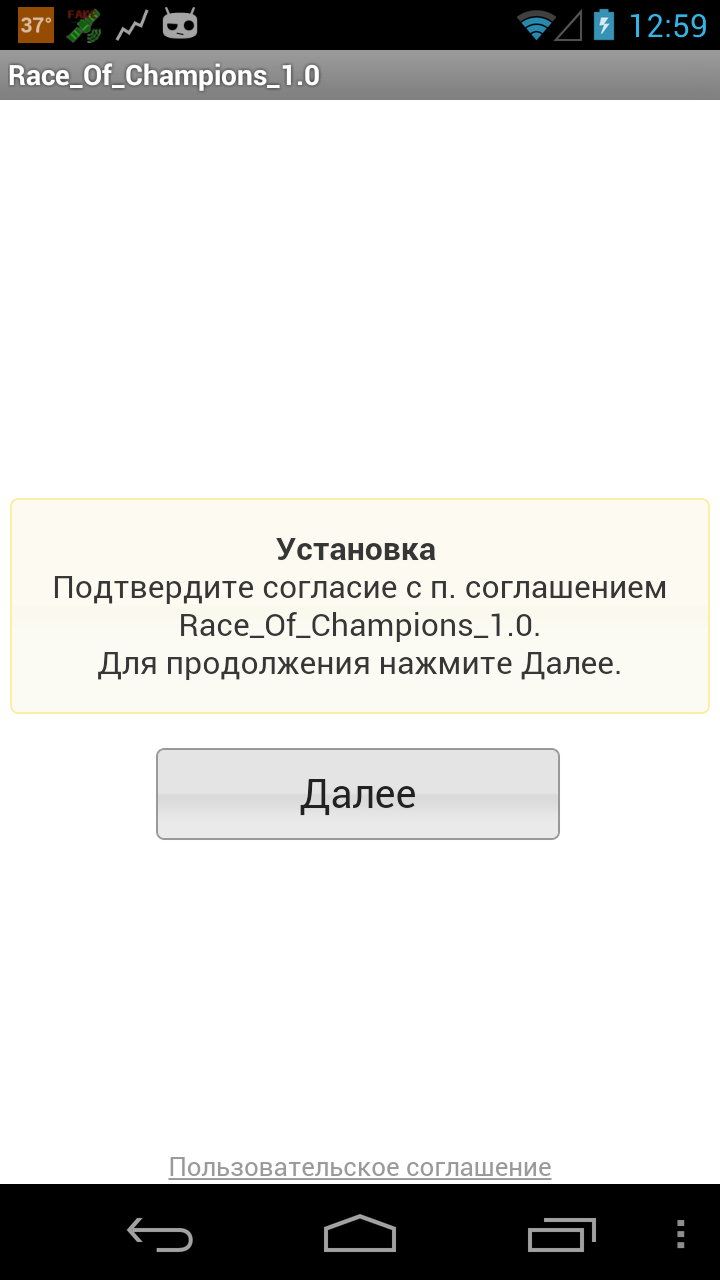 37°
FAKE
12:59
Race_Of_Champions_1.0
Установка
Подтвердите согласие с п. соглашением
Race_Of_Champions_1.0.
Для продолжения нажмите Далее.
Далее
Пользовательское соглашение